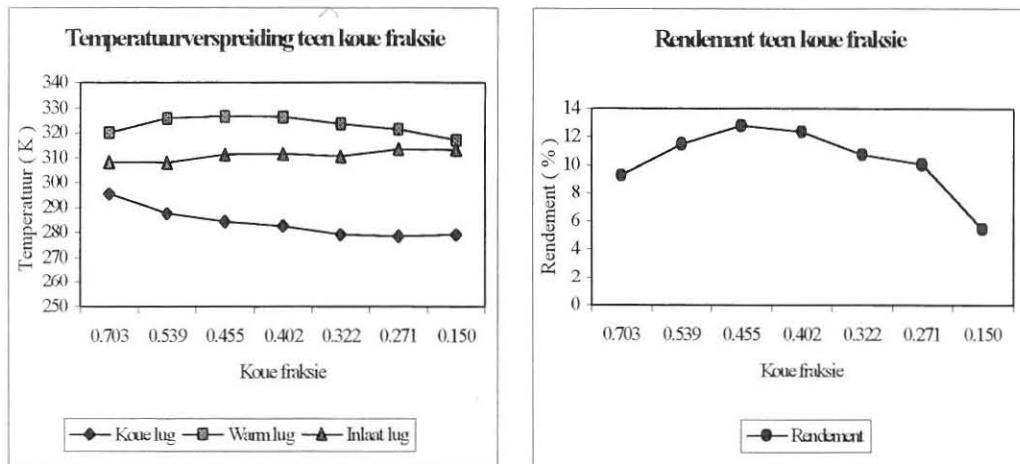 Temperatuurverspreiding teen koue fraksie
Temperatuur ( K )
340
330
320
310
300
290
280
270
260
250
0.703 0.539 0.455 0.402 0.322 0.271 0.150
Koue fraksie
Koue lug Warm lug Inlaat lug
Rendement teen koue fraksie
Rendement ( % )
14
12
10
8
6
4
2
0
0.703 0.539 0.455 0.402 0.322 0.271 0.150
Koue fraksie
Rendement